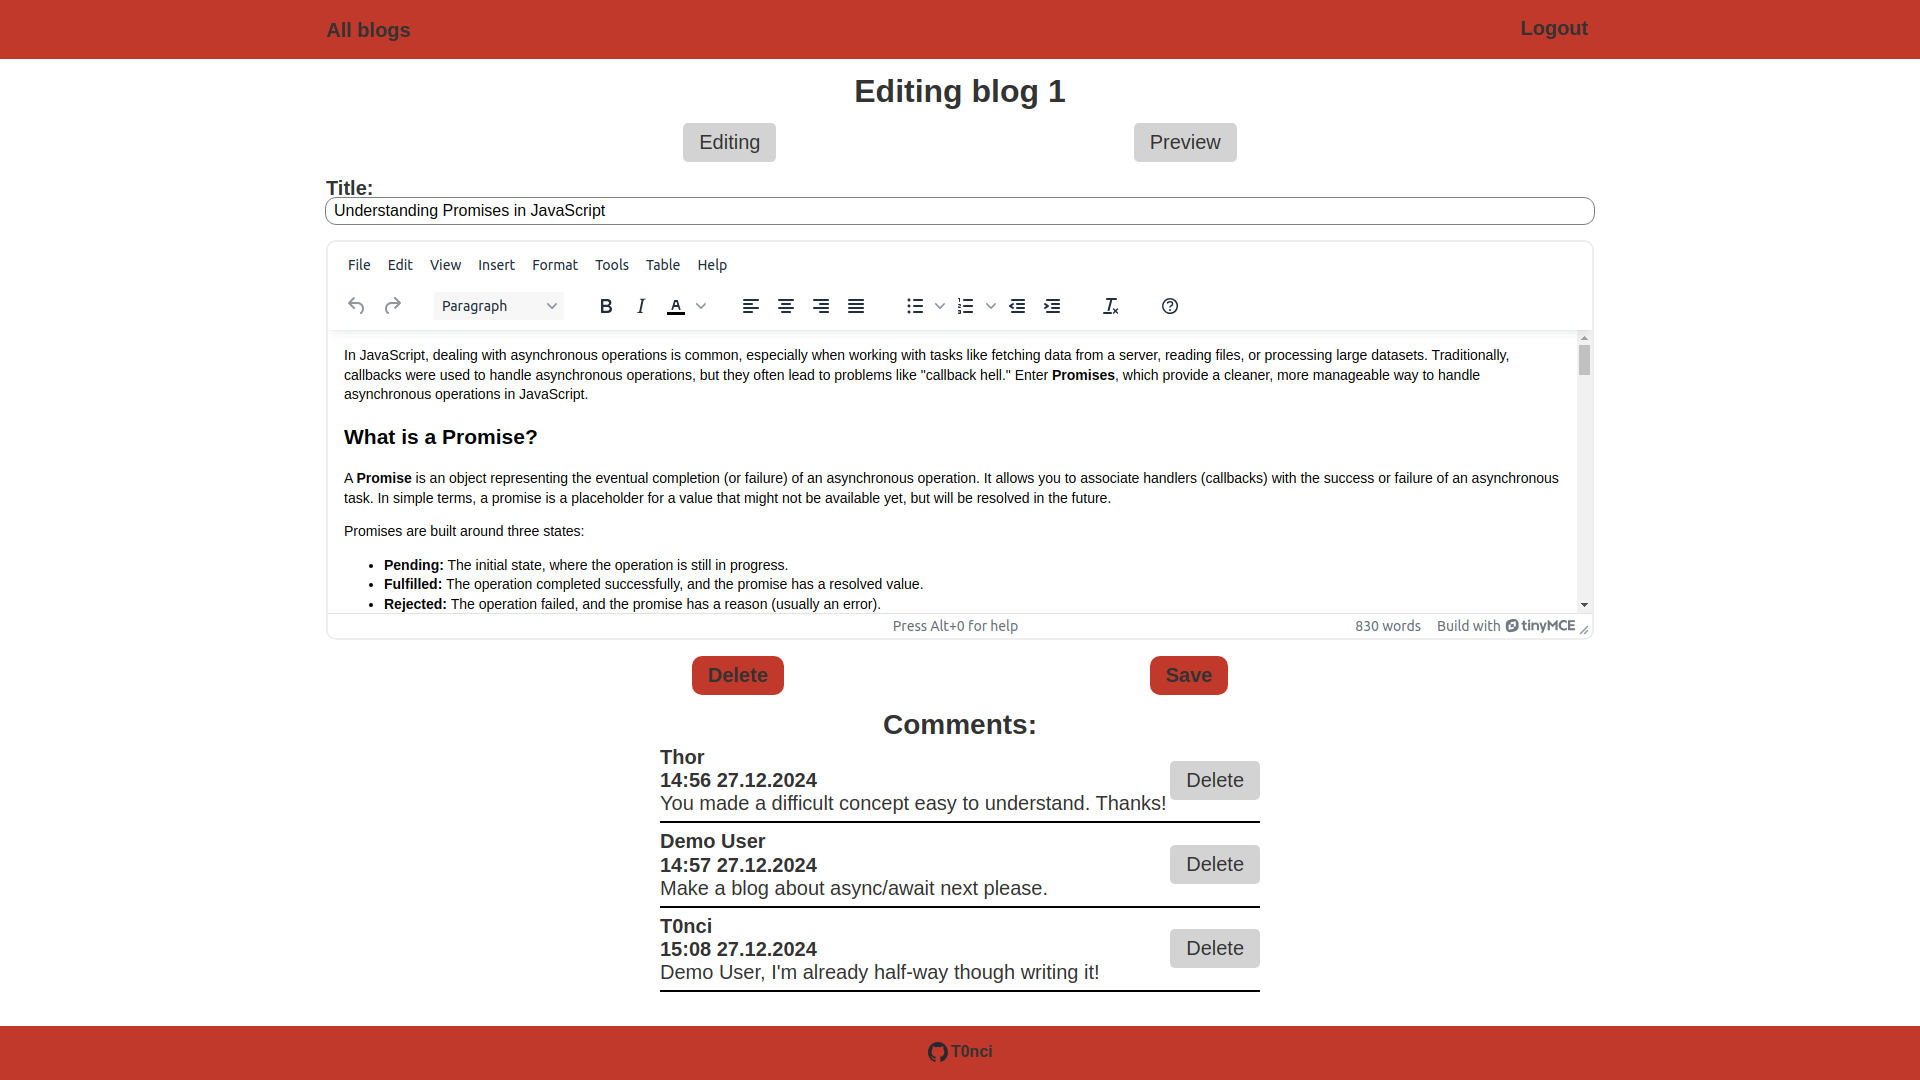 All blogs
Logout
Editing blog 1
Editing
Preview
Title:
Understanding Promises in JavaScript
File Edit View Insert Format Tools Table Help
Paragraph
In JavaScript, dealing with asynchronous operations is common, especially when working with tasks like fetching data from a server, reading files, or processing large datasets. Traditionally,
callbacks were used to handle asynchronous operations, but they often lead to problems like "callback hell." Enter Promises, which provide a cleaner, more manageable way to handle
asynchronous operations in JavaScript.
What is a Promise?
A Promise is an object representing the eventual completion (or failure) of an asynchronous operation. It allows you to associate handlers (callbacks) with the success or failure of an asynchronous
task. In simple terms, a promise is a placeholder for a value that might not be available yet, but will be resolved in the future.
Promises are built around three states:
• Pending: The initial state, where the operation is still in progress.
• Fulfilled: The operation completed successfully, and the promise has a resolved value.
• Rejected: The operation failed, and the promise has a reason (usually an error).
Press Alt+0 for help
830 words
Build with tinyMCE
Delete
Save
Comments:
Thor
14:56 27.12.2024
You made a difficult concept easy to understand. Thanks!
Delete
Demo User
14:57 27.12.2024
Make a blog about async/await next please.
Delete
T0nci
15:08 27.12.2024
Demo User, I'm already half-way though writing it!
Delete
T0nci